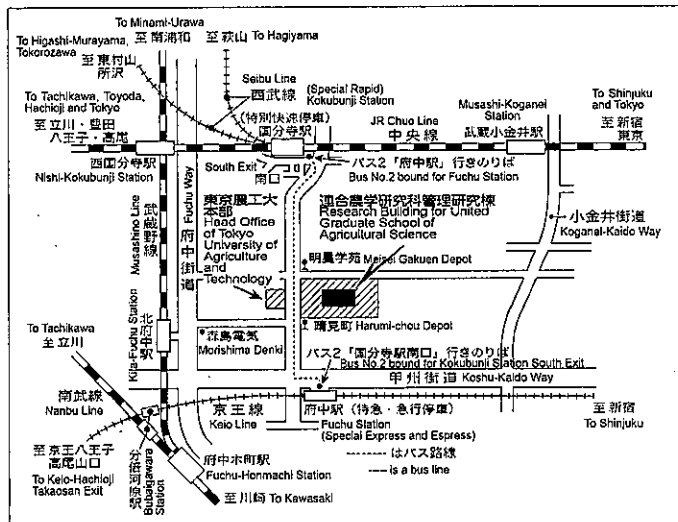 To Minami-Urawa
至南浦和
至萩山 To Hagiyama
To Higashi-Murayama,
Tokorozawa
至東村山
所沢
Seibu Line
西武線
(Special Rapid)
Kokubunji Station
(特別快速停車)
国分寺駅
To Tachikawa, Toyoda,
Hachioji and Tokyo
至立川・豊田
八王子・高尾
JR Chuo Line
中央線
Musashi-Koganei
Station
武蔵小金井駅
To Shinjuku
and Tokyo
至新宿
東京
西国分寺駅
Nishi-Kokubunji Station
South Exit
南口
バス2「府中駅」行きのりば
Bus No.2 bound for Fuchu Station
Musashino Line
武蔵野線
Fuchu Way
府中街道
東京農工大
本部
Head Office
of Tokyo
University of
Agriculture
and
Technology
連合農学研究科管理研究棟
Research Building for United
Graduate School of
Agricultural Science
小金井街道
Koganei-Kaido Way
明星学苑 Meisei Gakuen Depot
Kita-Fuchu Station
北府中駅
森島電気
Morishima Denki
晴見町 Harumi-chou Depot
To Tachikawa
至立川
バス2「国分寺駅南口」行きのりば
Bus No.2 bound for Kokubunji Station South Exit
甲州街道 Koshu-Kaido Way
南武線
Nanbu Line
京王線
Keio Line
府中駅(特急・急行停車)
Fuchu Station
(Special Express and Espress)
至新宿
To Shinjuku
至京王八王子
高尾山口
To Keio-Hachioji
Takaosan Exit
分倍河原駅
Bubaigawara
Station
府中本町駅
Fuchu-Honmachi Station
至川崎 To Kawasaki
はバス路線
is a bus line